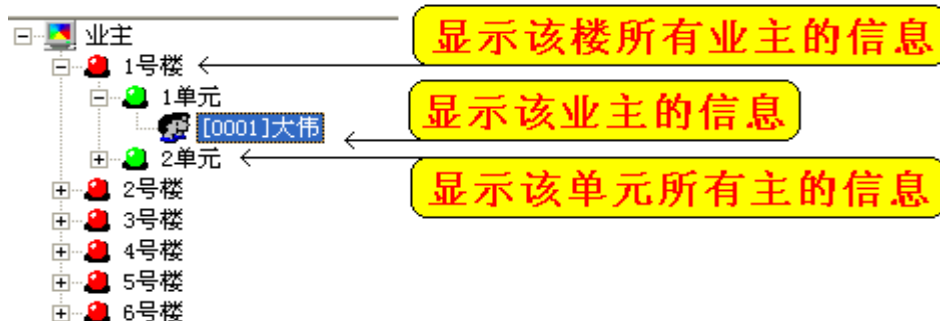 业主
显示该楼所有业主的信息
1号楼
1单元
显示该业主的信息
[0001]大伟
2单元
显示该单元所有主的信息
2号楼
3号楼
4号楼
5号楼
6号楼